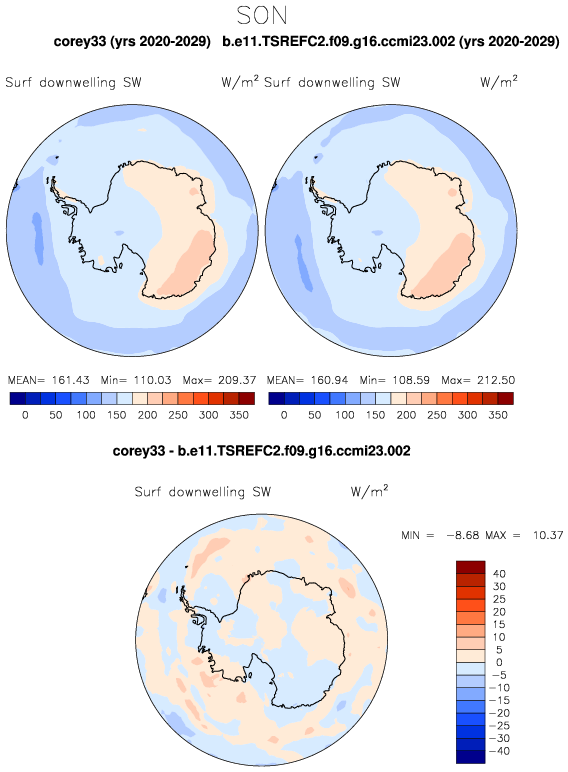 SON
corey33 (yrs 2020-2029) b.e11.TSREFC2.f09.g16.ccmi23.002 (yrs 2020-2029)
Surf downwelling SW W/m² Surf downwelling SW W/m²
MEAN= 161.43 Min= 110.03 Max= 209.37 MEAN= 160.94 Min= 108.59 Max= 212.50
0 50 100 150 200 250 300 350 0 50 100 150 200 250 300 350
corey33 - b.e11.TSREFC2.f09.g16.ccmi23.002
Surf downwelling SW W/m²
MIN = -8.68 MAX = 10.37
40
30
25
20
15
10
5
0
-5
-10
-15
-20
-25
-30
-40